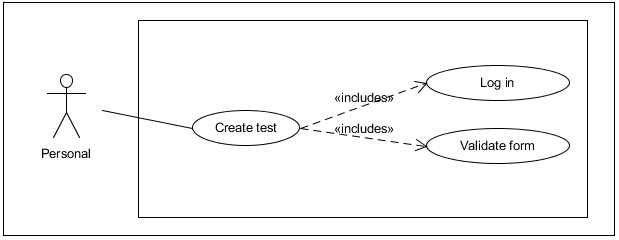 Log in
«includes»
Create test
«includes»
Validate form
Personal